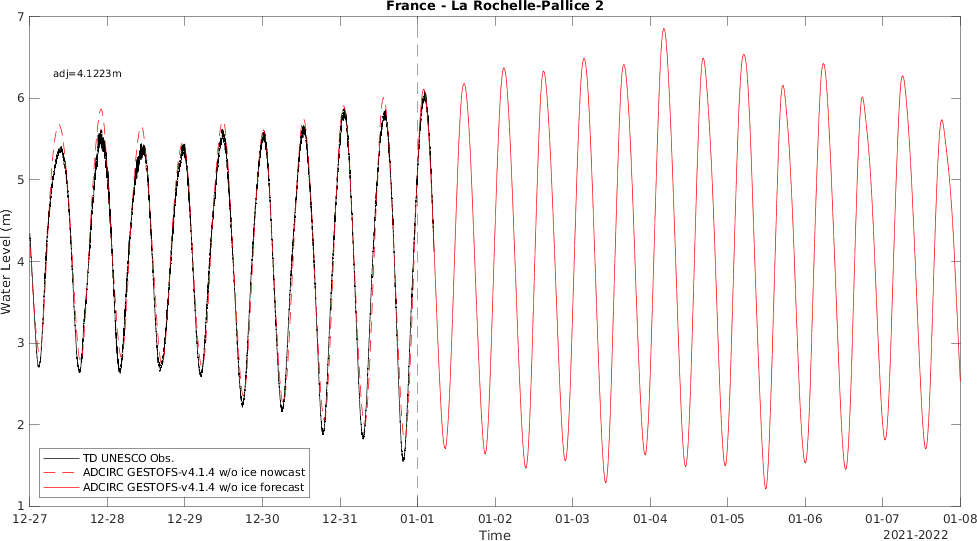 France - La Rochelle-Pallice 2
7
adj=4.1223m
6
5
4
3
2
1
Water Level (m)
TD UNESCO Obs.
ADCIRC GESTOFS-v4.1.4 w/o ice nowcast
ADCIRC GESTOFS-v4.1.4 w/o ice forecast
12-27 12-28 12-29 12-30 12-31 01-01 01-02 01-03 01-04 01-05 01-06 01-07 01-08
Time
2021-2022